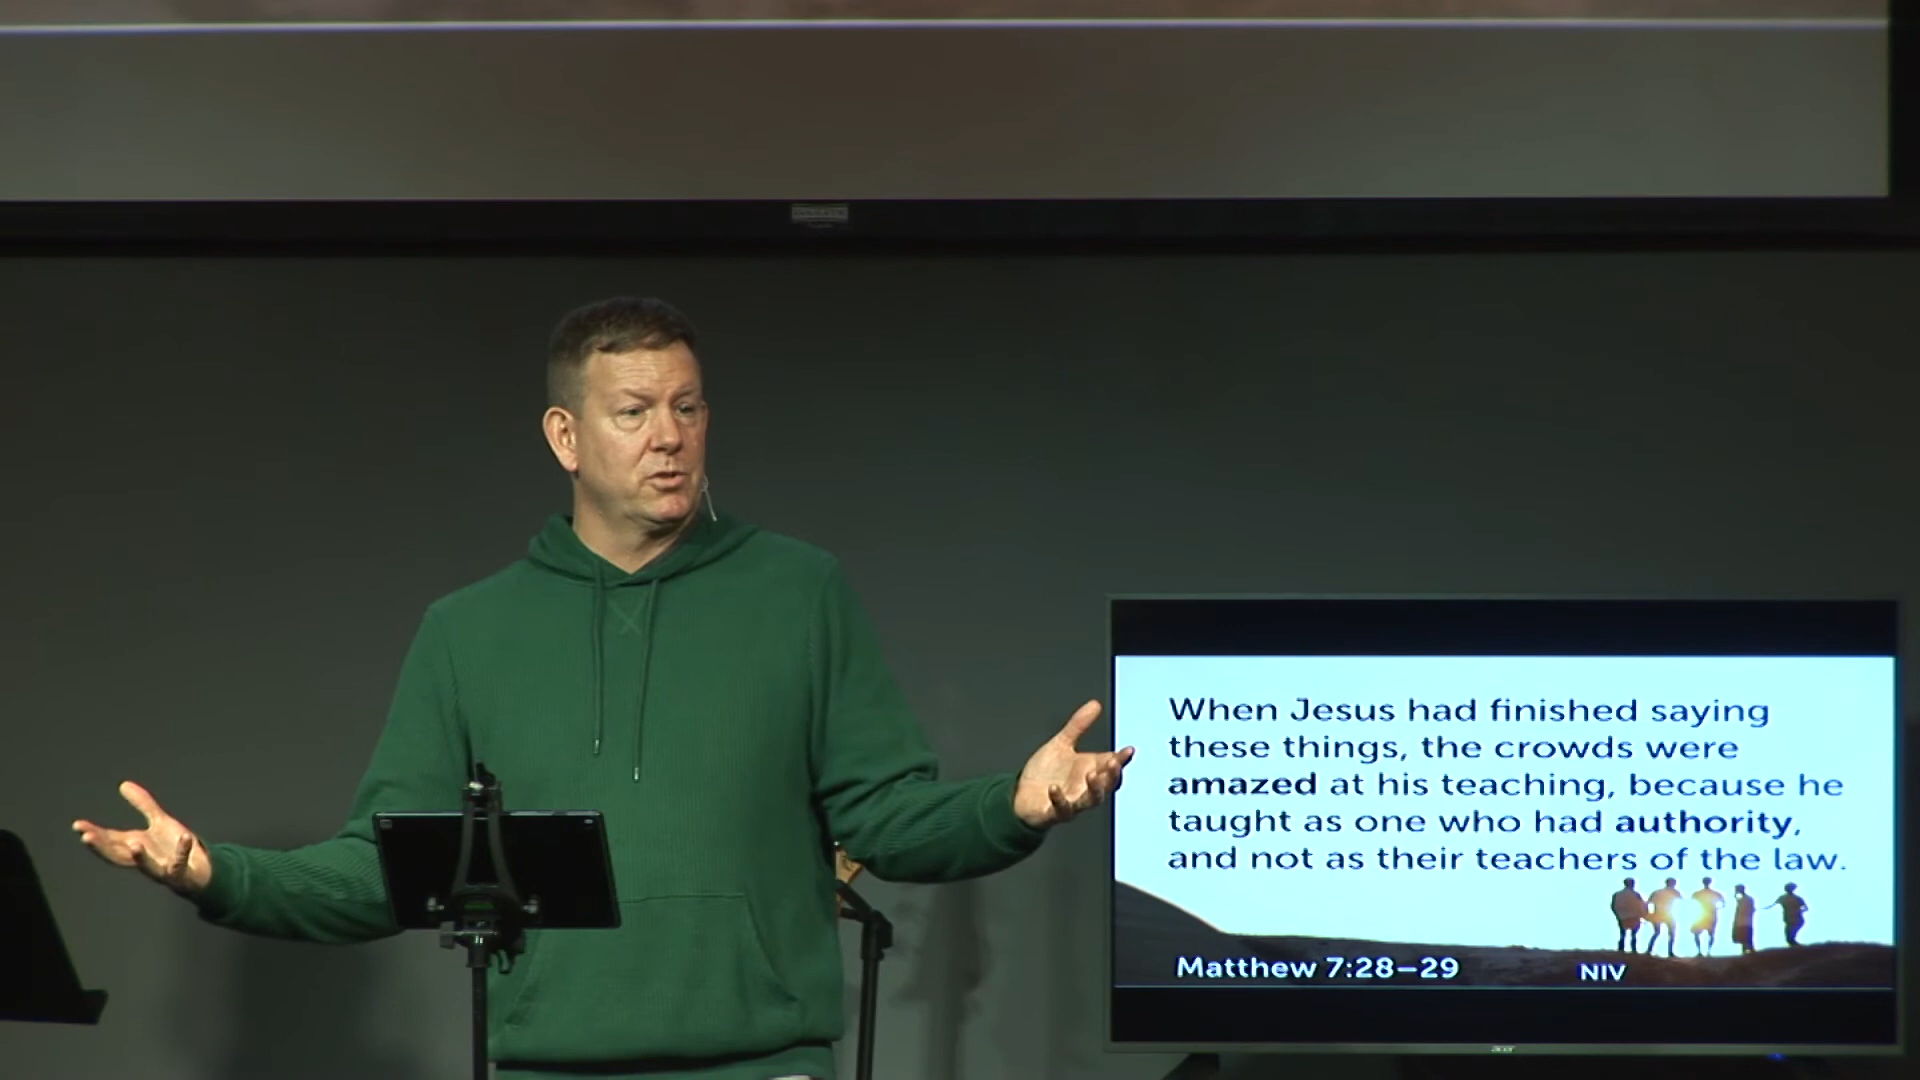 When Jesus had finished saying
these things, the crowds were
amazed at his teaching, because he
taught as one who had authority,
and not as their teachers of the law.
Matthew 7:28–29 NIV
acer